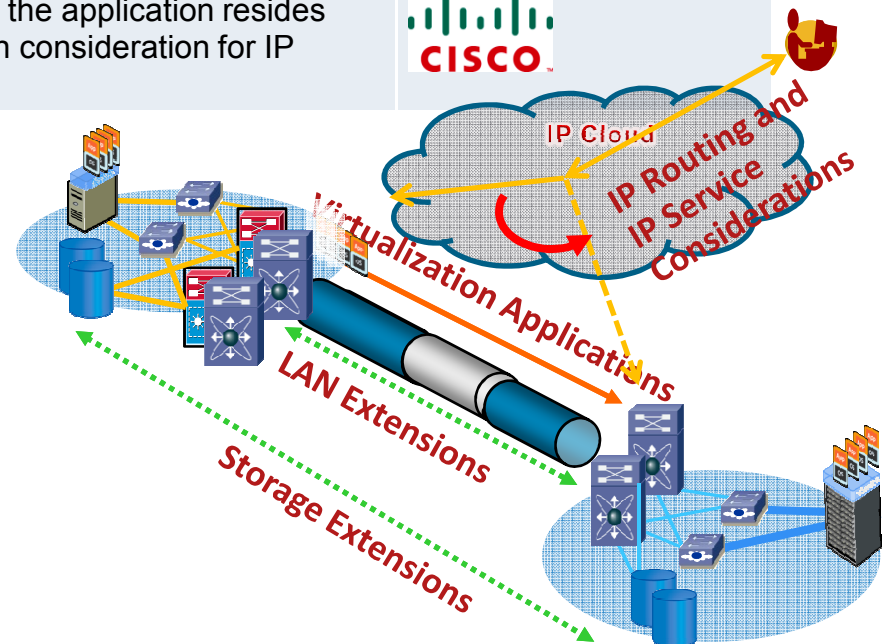 the application resides
n consideration for IP
CISCO
IP Cloud
IP Routing and
IP Service
Considerations
Virtualization Applications
LAN Extensions
Storage Extensions